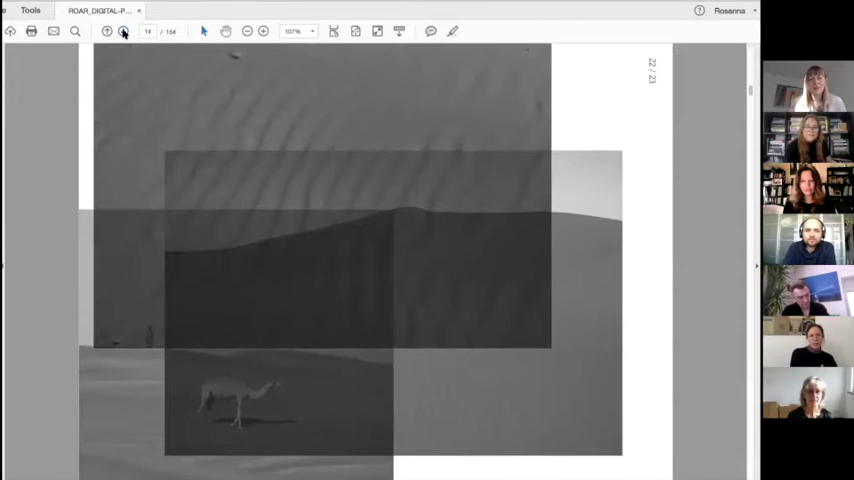 Tools
ROAR_DIGITAL-P...
Rosanna
14 / 154
107%
22 / 23